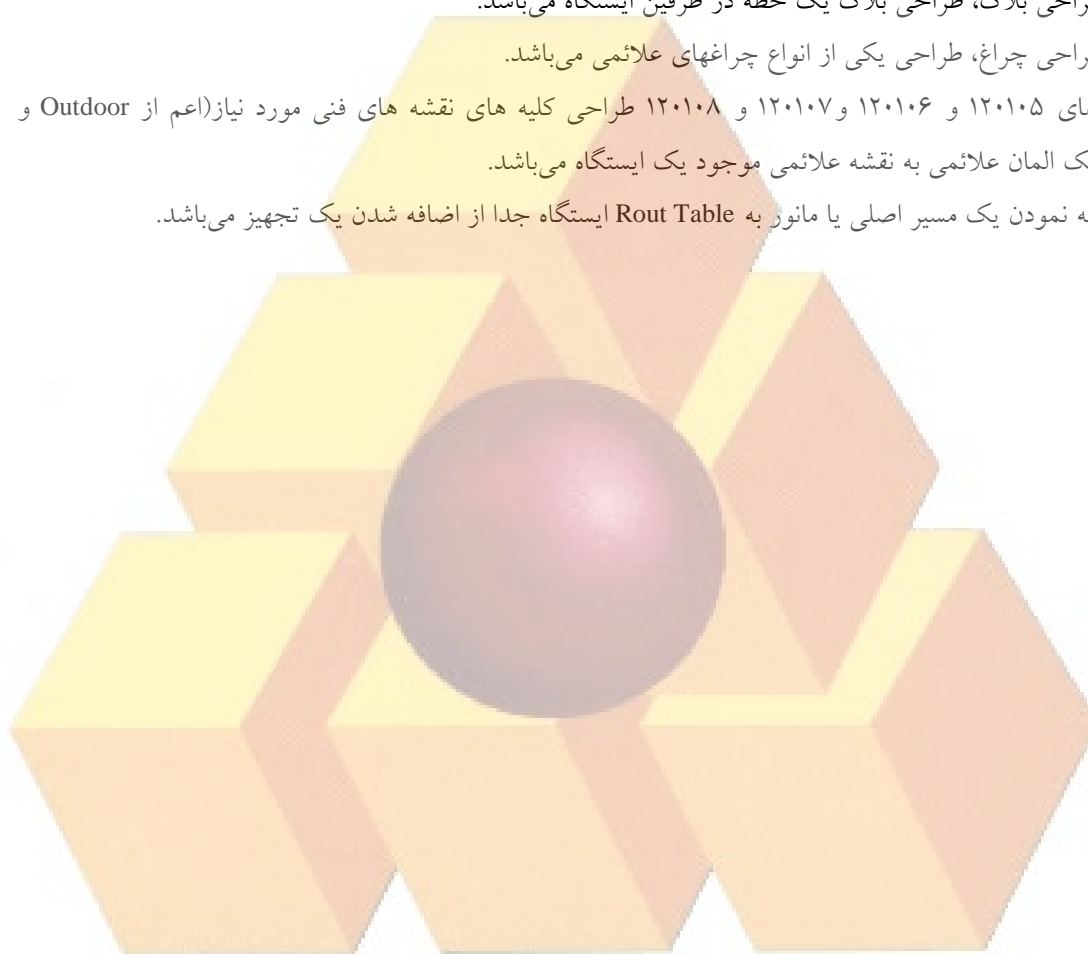 طراحی بلاک، طراحی بلاک یک خطه در طرفین ایستگاه می‌باشد.
طراحی چراغ، طراحی یکی از انواع چراغهای علائمی می‌باشد.
۱۲۰۱۰۵ و ۱۲۰۱۰۶ و۱۲۰۱۰۷ و ۱۲۰۱۰۸ طراحی کلیه های نقشه های فنی مورد نیاز(اعم از Outdoor و
المان علائمی به نقشه علائمی موجود یک ایستگاه می‌باشد.
نمودن یک مسیر اصلی یا مانور به Rout Table ایستگاه جدا از اضافه شدن یک تجهیز می‌باشد.